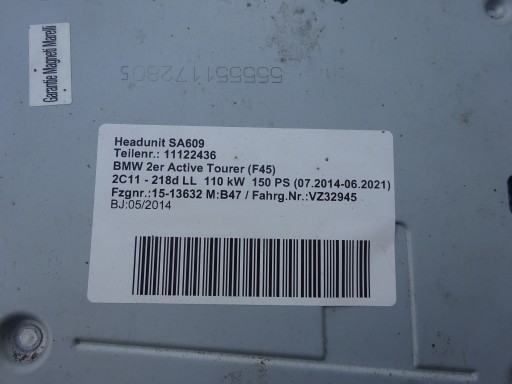 Garantie Magneti Marelli
Headunit SA609
Teilenr.: 11122436
BMW 2er Active Tourer (F45)
2C11 - 218d LL 110 kW 150 PS (07.2014-06.2021)
Fzgnr.:15-13632 M:B47 / Fahrg.Nr.:VZ32945
BJ:05/2014